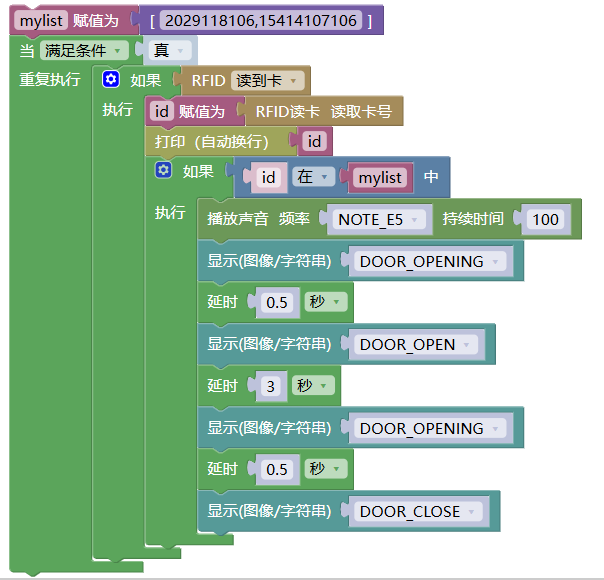 mylist 赋值为 [ 2029118106,15414107106 ]
当 满足条件 真
重复执行 如果 RFID 读到卡
执行 id 赋值为 RFID读卡 读取卡号
打印（自动换行） id
如果 id 在 mylist 中
执行 播放声音 频率 NOTE_E5 持续时间 100
显示(图像/字符串) DOOR_OPENING
延时 0.5 秒
显示(图像/字符串) DOOR_OPEN
延时 3 秒
显示(图像/字符串) DOOR_OPENING
延时 0.5 秒
显示(图像/字符串) DOOR_CLOSE